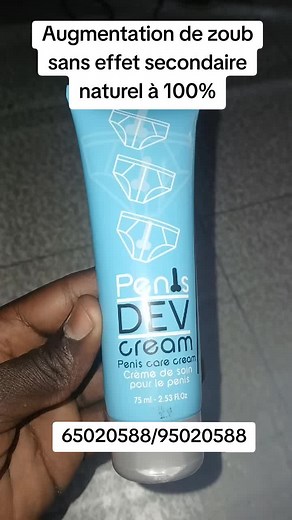 Augmentation de zoub
sans effet secondaire
naturel à 100%
Penis
DEV
cream
Penis care cream
Crème de soin
pour le penis
75 ml - 2.53 Fl.Oz
65020588/95020588